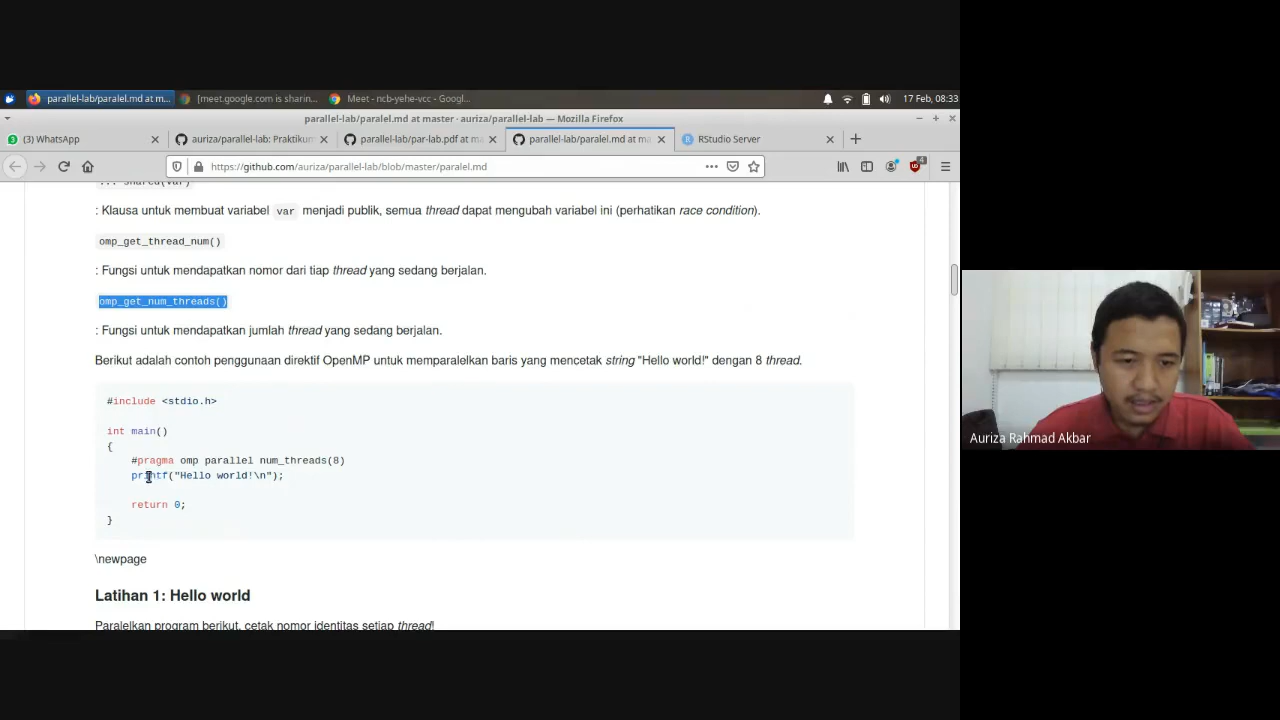 parallel-lab/paralel.md at m...
[meet.google.com is sharin...
Meet - ncb-yehe-vcc - Googl...
17 Feb, 08:33
parallel-lab/paralel.md at master · auriza/parallel-lab — Mozilla Firefox
(3) WhatsApp
auriza/parallel-lab: Praktikum
parallel-lab/par-lab.pdf at m
parallel-lab/paralel.md at ma
RStudio Server
https://github.com/auriza/parallel-lab/blob/master/paralel.md
4
... shared(var)
: Klausa untuk membuat variabel var menjadi publik, semua thread dapat mengubah variabel ini (perhatikan race condition).
omp_get_thread_num()
: Fungsi untuk mendapatkan nomor dari tiap thread yang sedang berjalan.
omp_get_num_threads()
: Fungsi untuk mendapatkan jumlah thread yang sedang berjalan.
Berikut adalah contoh penggunaan direktif OpenMP untuk memparalelkan baris yang mencetak string "Hello world!" dengan 8 thread.
#include <stdio.h>
int main()
{
#pragma omp parallel num_threads(8)
printf("Hello world!\n");
return 0;
}
\newpage
Latihan 1: Hello world
Paralelkan program berikut, cetak nomor identitas setiap thread!
Auriza Rahmad Akbar